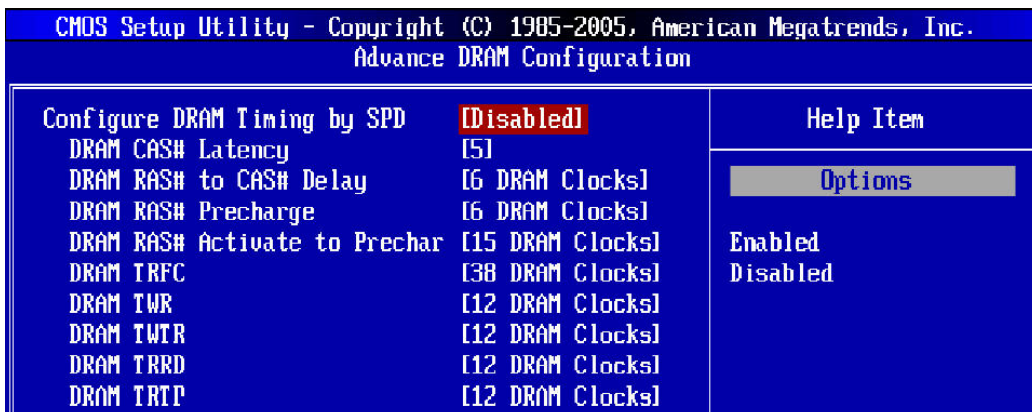 CMOS Setup Utility - Copyright (C) 1985-2005, American Megatrends, Inc.
Advance DRAM Configuration
Configure DRAM Timing by SPD [Disabled]
DRAM CAS# Latency [5]
DRAM RAS# to CAS# Delay [6 DRAM Clocks]
DRAM RAS# Precharge [6 DRAM Clocks]
DRAM RAS# Activate to Prechar [15 DRAM Clocks]
DRAM TRFC [38 DRAM Clocks]
DRAM TWR [12 DRAM Clocks]
DRAM TWTR [12 DRAM Clocks]
DRAM TRRD [12 DRAM Clocks]
DRAM TRTP [12 DRAM Clocks]
Help Item
Options
Enabled
Disabled